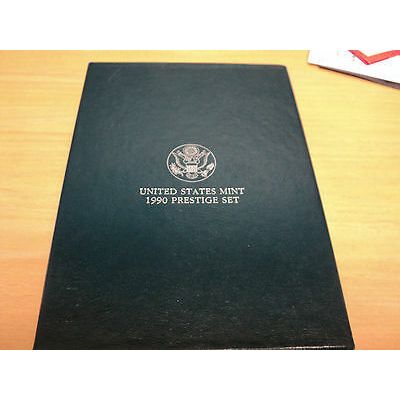 UNITED STATES MINT
1990 PRESTIGE SET